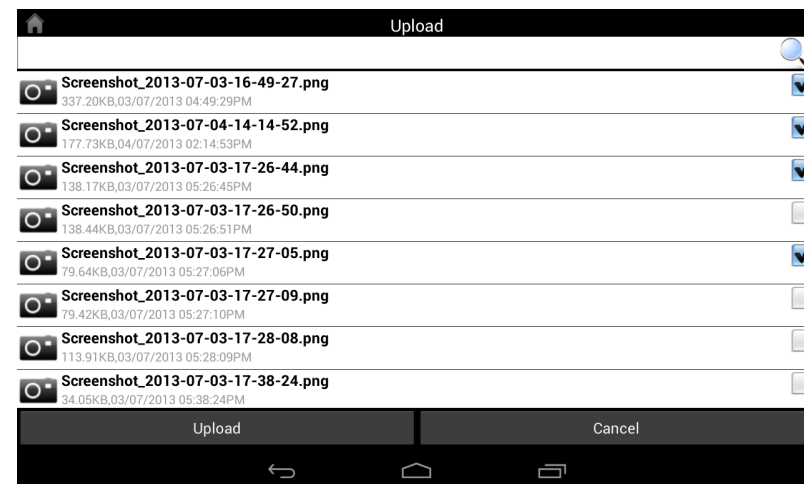 Upload
Screenshot_2013-07-03-16-49-27.png
337.20KB,03/07/2013 04:49:29PM
Screenshot_2013-07-04-14-14-52.png
177.73KB,04/07/2013 02:14:53PM
Screenshot_2013-07-03-17-26-44.png
138.17KB,03/07/2013 05:26:45PM
Screenshot_2013-07-03-17-26-50.png
138.44KB,03/07/2013 05:26:51PM
Screenshot_2013-07-03-17-27-05.png
79.64KB,03/07/2013 05:27:06PM
Screenshot_2013-07-03-17-27-09.png
79.42KB,03/07/2013 05:27:10PM
Screenshot_2013-07-03-17-28-08.png
113.91KB,03/07/2013 05:28:09PM
Screenshot_2013-07-03-17-38-24.png
34.05KB,03/07/2013 05:38:24PM
Upload Cancel